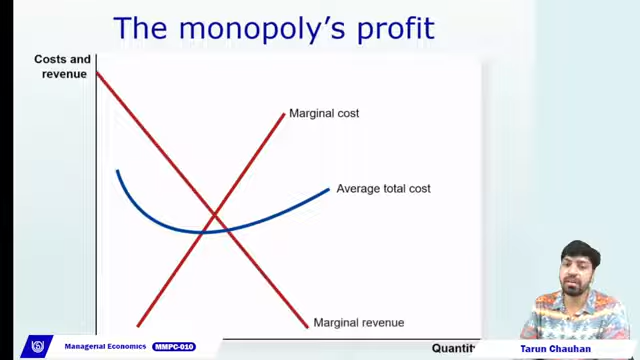 The monopoly's profit
Costs and
revenue
Marginal cost
Average total cost
Marginal revenue
Quantit
Managerial Economics MMPC-010
Tarun Chauhan